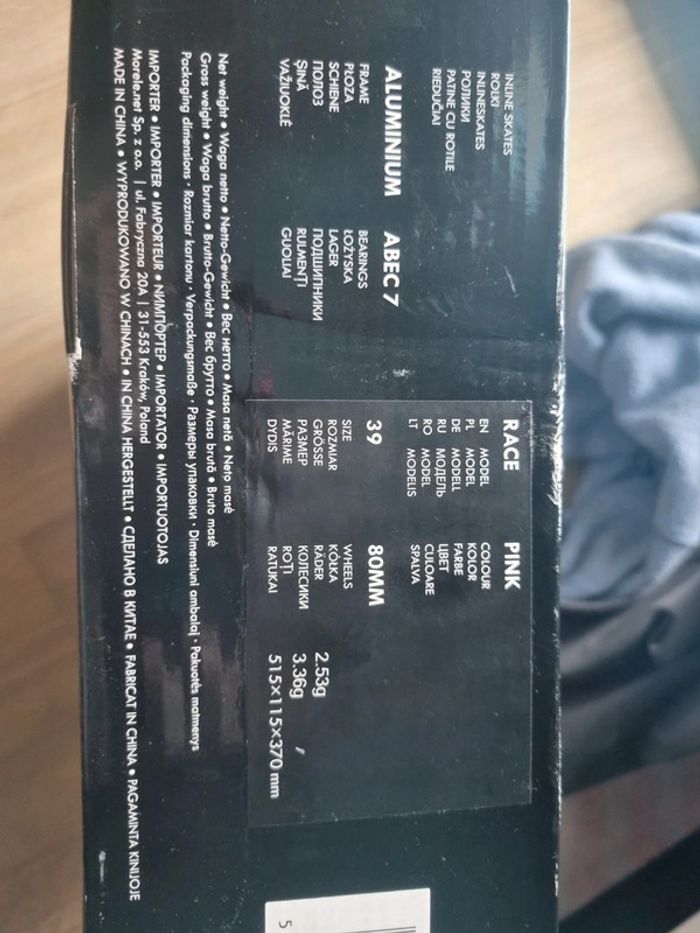 INLINE SKATES
ROLKI
INLINESKATES
РОЛИКИ
PATINE CU ROTILE
RIEDUČIAI
ALUMINIUM
FRAME
PŁOZA
SCHIENE
ПОЛОЗ
ŞINĂ
VAŽIUOKLĖ
ABEC 7
BEARINGS
ŁOŻYSKA
LAGER
ПОДШИПНИКИ
RULMENȚI
GUOLIAI
RACE
EN MODEL
PL MODEL
DE MODELL
RU МОДЕЛЬ
RO MODEL
LT MODELIS
PINK
COLOUR
KOLOR
FARBE
ЦВЕТ
CULOARE
SPALVA
39
SIZE
ROZMIAR
GRÖSSE
РАЗМЕР
MĂRIME
DYDIS
80MM
WHEELS
KÓŁKA
RÄDER
КОЛЕСИКИ
ROȚI
RATUKAI
Net weight • Waga netto • Netto-Gewicht • Вес нетто • Masa netă • Neto masė
2.53g
Gross weight • Waga brutto • Brutto-Gewicht • Вес брутто • Masa brută • Bruto masė
3.36g
Packaging dimensions · Rozmiar kartonu · Verpackungsmaße · Размеры упаковки · Dimensiuni ambalaj · Pakuotės matmenys
515×115×370 mm
IMPORTER • IMPORTER • IMPORTEUR • NИМПОРТЕР • IMPORTATOR • IMPORTUOTOJAS
Morele.net Sp. z o.o. | ul. Fabryczna 20A | 31-553 Kraków, Poland
MADE IN CHINA • WYPRODUKOWANO W CHINACH • IN CHINA HERGESTELLT • СДЕЛАНО В КИТАЕ • FABRICAT IN CHINA • PAGAMINTA KINIJOJE
5